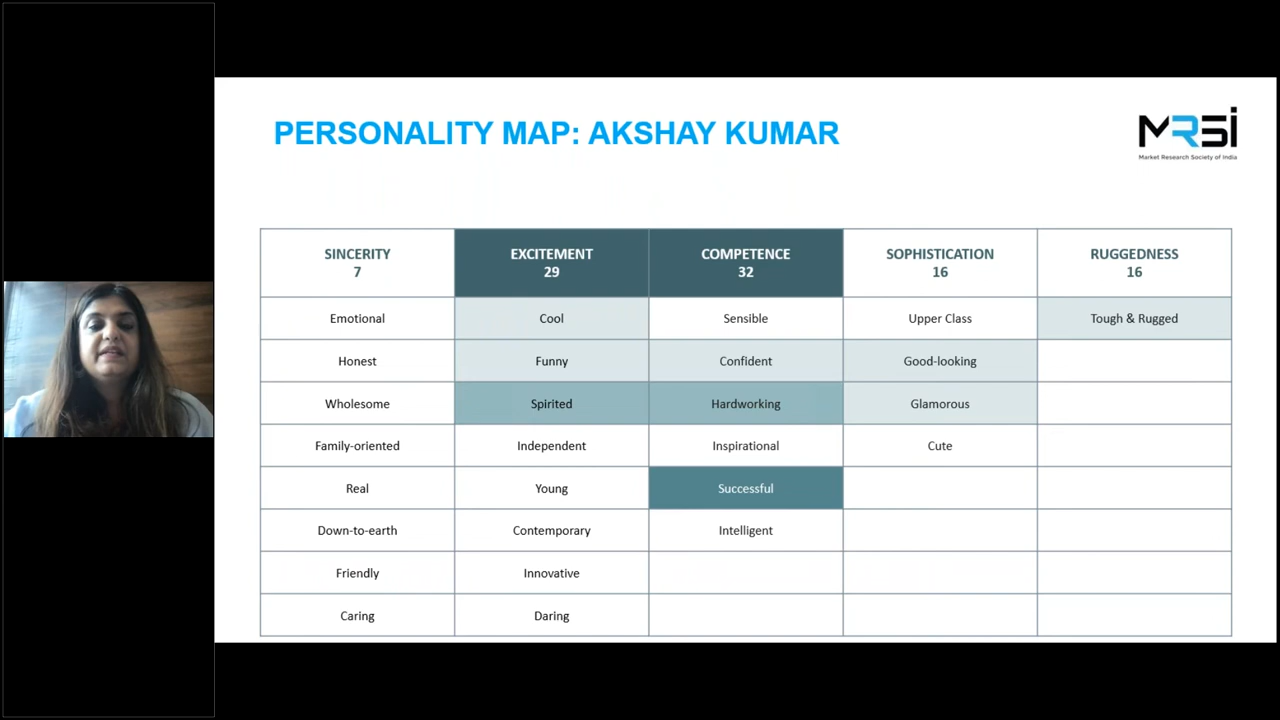 PERSONALITY MAP: AKSHAY KUMAR
MRSI
Market Research Society of India
SINCERITY EXCITEMENT COMPETENCE SOPHISTICATION RUGGEDNESS
7 29 32 16 16
Emotional Cool Sensible Upper Class Tough & Rugged
Honest Funny Confident Good-looking
Wholesome Spirited Hardworking Glamorous
Family-oriented Independent Inspirational Cute
Real Young Successful
Down-to-earth Contemporary Intelligent
Friendly Innovative
Caring Daring